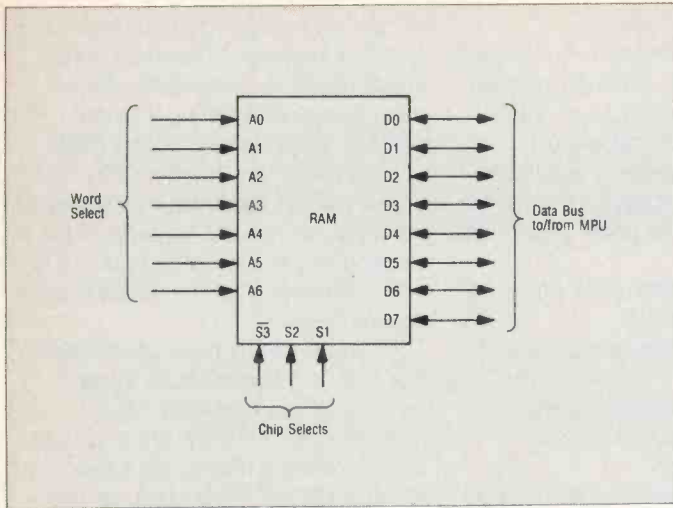 A0
A1
A2
A3
A4
A5
A6
Word
Select
RAM
D0
D1
D2
D3
D4
D5
D6
D7
Data Bus
to/from MPU
S̅3̅ S2 S1
Chip Selects